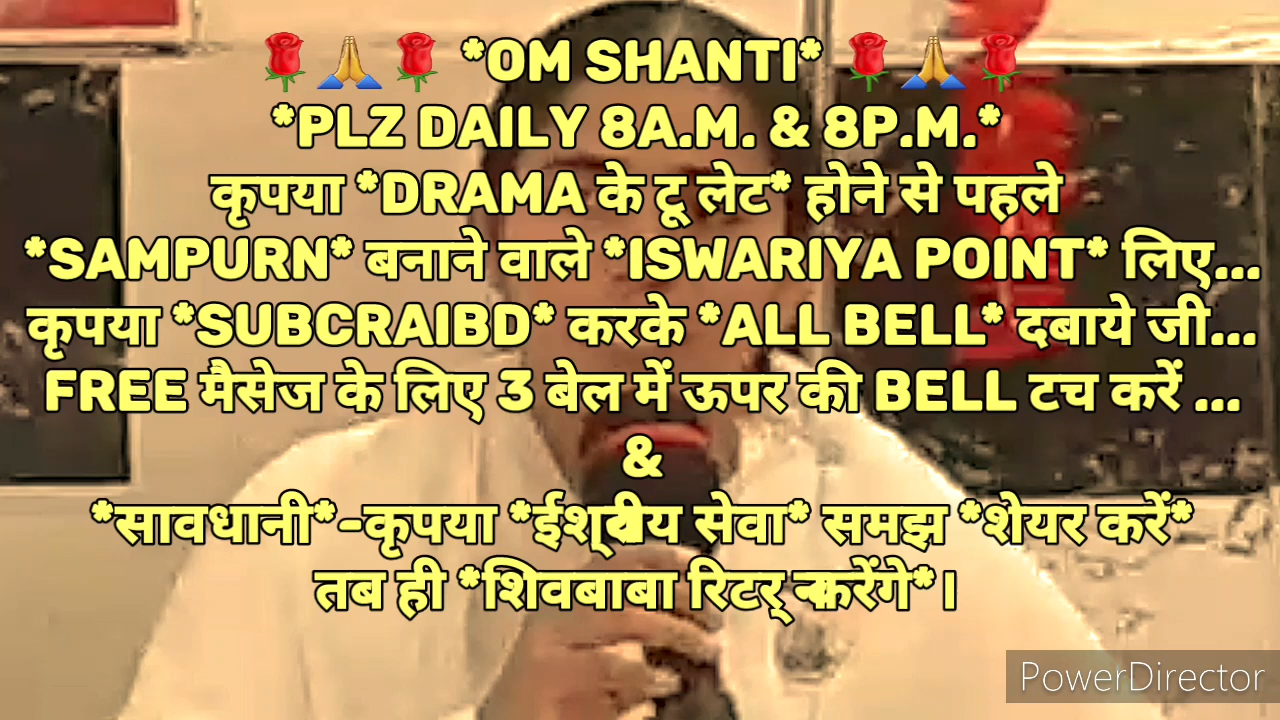 🌹🙏🌹 *OM SHANTI* 🌹🙏🌹
*PLZ DAILY 8A.M. & 8P.M.*
कृपया *DRAMA के टू लेट* होने से पहले
*SAMPURN* बनाने वाले *ISWARIYA POINT* लिए...
कृपया *SUBCRAIBD* करके *ALL BELL* दबाये जी...
FREE मैसेज के लिए 3 बेल में ऊपर की BELL टच करें ...
&
*सावधानी*-कृपया *ईश्वरीय सेवा* समझ *शेयर करें*
तब ही *शिवबाबा रिटर्न करेंगे*।
PowerDirector